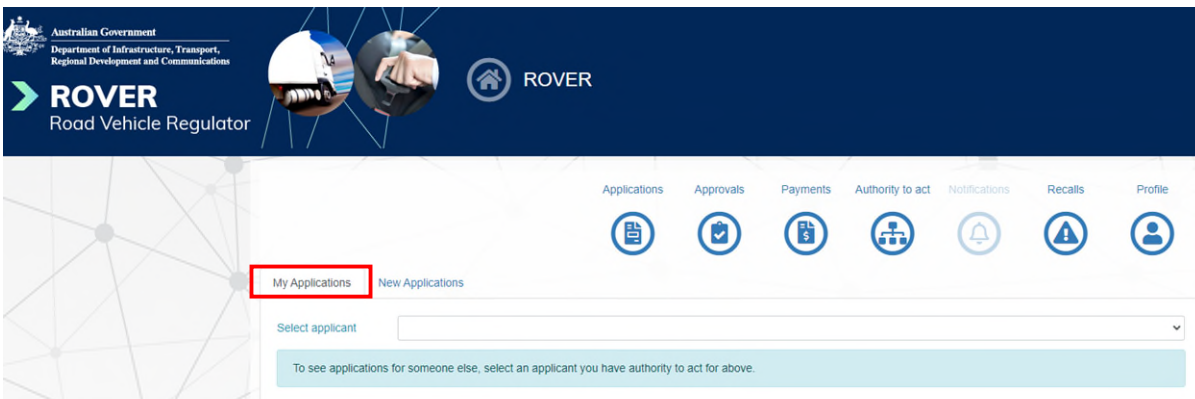 Australian Government
Department of Infrastructure, Transport,
Regional Development and Communications
ROVER
Road Vehicle Regulator
ROVER
Applications Approvals Payments Authority to act Notifications Recalls Profile
My Applications New Applications
Select applicant
To see applications for someone else, select an applicant you have authority to act for above.